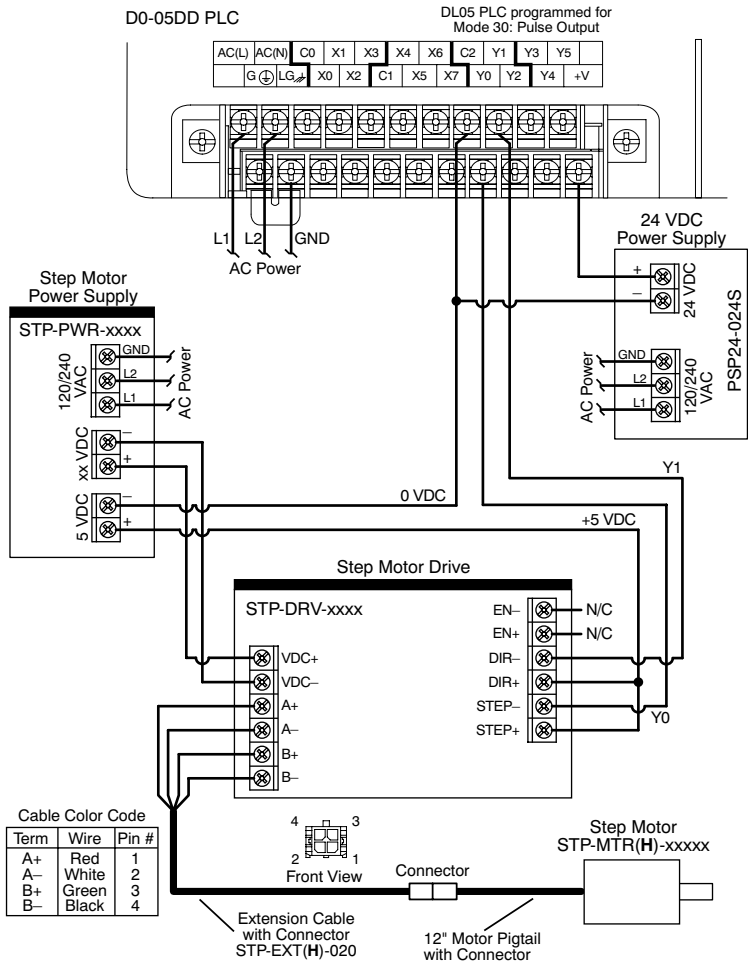 D0-05DD PLC
DL05 PLC programmed for
Mode 30: Pulse Output
AC(L) AC(N) C0 X1 X3 X4 X6 C2 Y1 Y3 Y5
G LG X0 X2 C1 X5 X7 Y0 Y2 Y4 +V
L1 L2 GND
AC Power
24 VDC
Power Supply
+
–
24 VDC
GND
L2
L1
AC Power
120/240
VAC
PSP24-024S
Step Motor
Power Supply
STP-PWR-xxxx
GND
L2
L1
120/240
VAC
AC Power
–
+
xx VDC
–
+
5 VDC
0 VDC
+5 VDC
Y1
Y0
Step Motor Drive
STP-DRV-xxxx
VDC+
VDC–
A+
A–
B+
B–
EN– N/C
EN+ N/C
DIR–
DIR+
STEP–
STEP+
Cable Color Code
Term Wire Pin #
A+ Red 1
A– White 2
B+ Green 3
B– Black 4
4 3
2 1
Front View
Connector
Step Motor
STP-MTR(H)-xxxxx
Extension Cable
with Connector
STP-EXT(H)-020
12" Motor Pigtail
with Connector